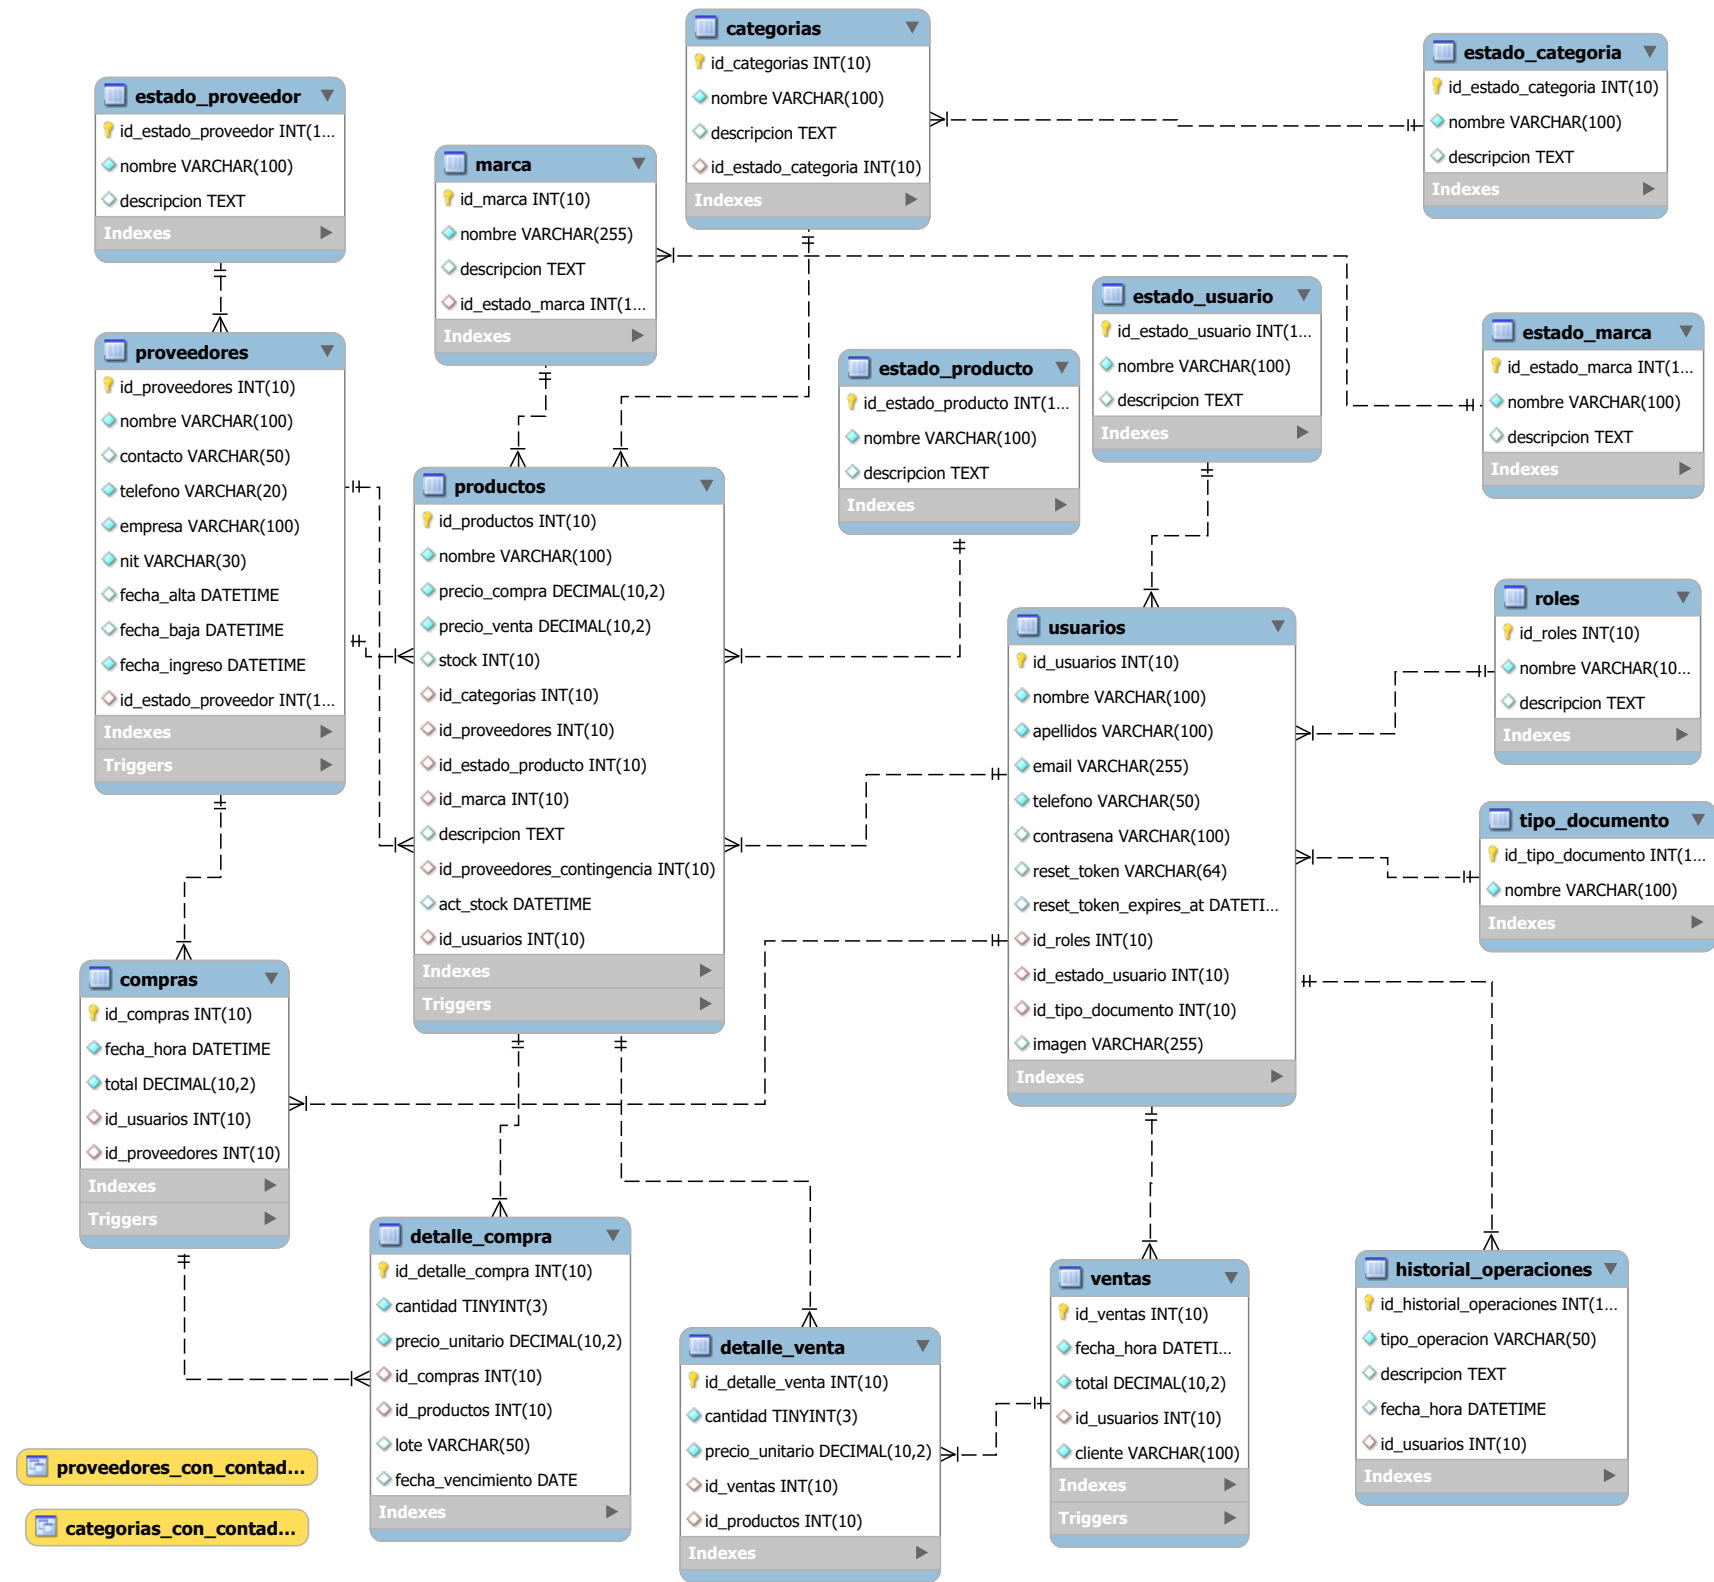 categorias
id_categorias INT(10)
nombre VARCHAR(100)
descripcion TEXT
id_estado_categoria INT(10)
Indexes
estado_categoria
id_estado_categoria INT(10)
nombre VARCHAR(100)
descripcion TEXT
Indexes
estado_proveedor
id_estado_proveedor INT(1...
nombre VARCHAR(100)
descripcion TEXT
Indexes
marca
id_marca INT(10)
nombre VARCHAR(255)
descripcion TEXT
id_estado_marca INT(1...
Indexes
estado_usuario
id_estado_usuario INT(1...
nombre VARCHAR(100)
descripcion TEXT
Indexes
estado_marca
id_estado_marca INT(1...
nombre VARCHAR(100)
descripcion TEXT
Indexes
proveedores
id_proveedores INT(10)
nombre VARCHAR(100)
contacto VARCHAR(50)
telefono VARCHAR(20)
empresa VARCHAR(100)
nit VARCHAR(30)
fecha_alta DATETIME
fecha_baja DATETIME
fecha_ingreso DATETIME
id_estado_proveedor INT(1...
Indexes
Triggers
estado_producto
id_estado_producto INT(1...
nombre VARCHAR(100)
descripcion TEXT
Indexes
productos
id_productos INT(10)
nombre VARCHAR(100)
precio_compra DECIMAL(10,2)
precio_venta DECIMAL(10,2)
stock INT(10)
id_categorias INT(10)
id_proveedores INT(10)
id_estado_producto INT(10)
id_marca INT(10)
descripcion TEXT
id_proveedores_contingencia INT(10)
act_stock DATETIME
id_usuarios INT(10)
Indexes
Triggers
usuarios
id_usuarios INT(10)
nombre VARCHAR(100)
apellidos VARCHAR(100)
email VARCHAR(255)
telefono VARCHAR(50)
contrasena VARCHAR(100)
reset_token VARCHAR(64)
reset_token_expires_at DATETI...
id_roles INT(10)
id_estado_usuario INT(10)
id_tipo_documento INT(10)
imagen VARCHAR(255)
Indexes
roles
id_roles INT(10)
nombre VARCHAR(10...
descripcion TEXT
Indexes
tipo_documento
id_tipo_documento INT(1...
nombre VARCHAR(100)
Indexes
compras
id_compras INT(10)
fecha_hora DATETIME
total DECIMAL(10,2)
id_usuarios INT(10)
id_proveedores INT(10)
Indexes
Triggers
detalle_compra
id_detalle_compra INT(10)
cantidad TINYINT(3)
precio_unitario DECIMAL(10,2)
id_compras INT(10)
id_productos INT(10)
lote VARCHAR(50)
fecha_vencimiento DATE
Indexes
detalle_venta
id_detalle_venta INT(10)
cantidad TINYINT(3)
precio_unitario DECIMAL(10,2)
id_ventas INT(10)
id_productos INT(10)
Indexes
ventas
id_ventas INT(10)
fecha_hora DATETI...
total DECIMAL(10,2)
id_usuarios INT(10)
cliente VARCHAR(100)
Indexes
Triggers
historial_operaciones
id_historial_operaciones INT(1...
tipo_operacion VARCHAR(50)
descripcion TEXT
fecha_hora DATETIME
id_usuarios INT(10)
Indexes
proveedores_con_contad...
categorias_con_contad...